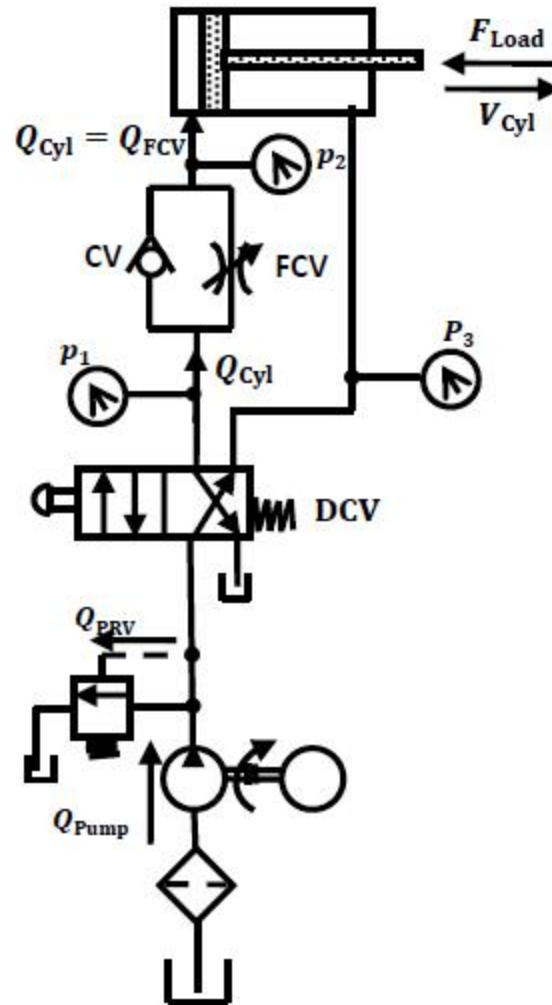 F_Load
V_Cyl
Q_Cyl = Q_FCV
p_2
CV
FCV
p_1
Q_Cyl
P_3
DCV
Q_PRV
Q_Pump